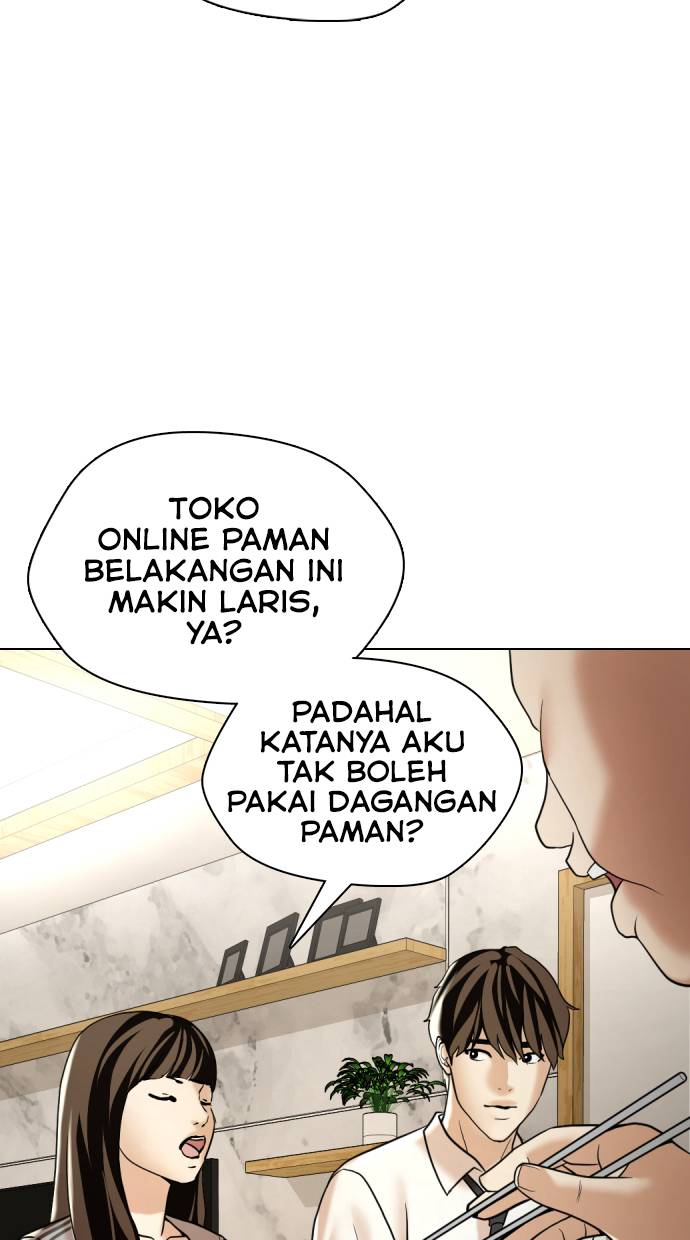 TOKO
ONLINE PAMAN
BELAKANGAN INI
MAKIN LARIS,
YA?
PADAHAL
KATANYA AKU
TAK BOLEH
PAKAI DAGANGAN
PAMAN?